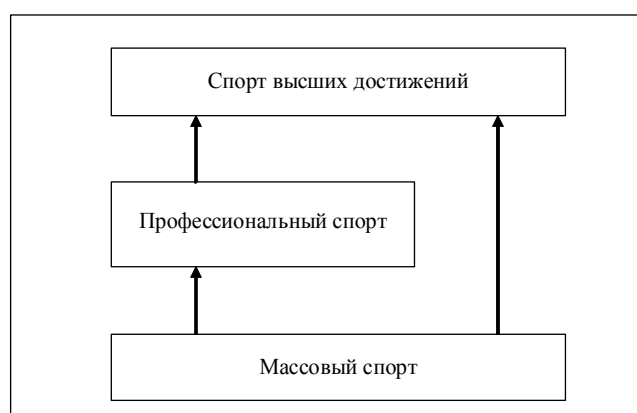 Спорт высших достижений
Профессиональный спорт
Массовый спорт